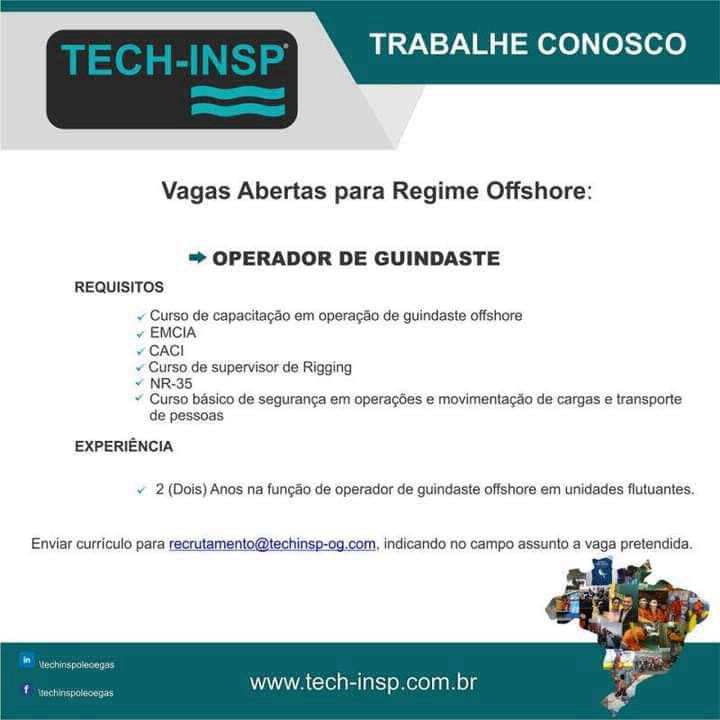 TECH-INSP®
TRABALHE CONOSCO
Vagas Abertas para Regime Offshore:
OPERADOR DE GUINDASTE
REQUISITOS
Curso de capacitação em operação de guindaste offshore
EMCIA
CACI
Curso de supervisor de Rigging
NR-35
Curso básico de segurança em operações e movimentação de cargas e transporte
de pessoas
EXPERIÊNCIA
2 (Dois) Anos na função de operador de guindaste offshore em unidades flutuantes.
Enviar currículo para recrutamento@techinsp-og.com, indicando no campo assunto a vaga pretendida.
in \techinspoleoegas
f \techinspoleoegas
www.tech-insp.com.br